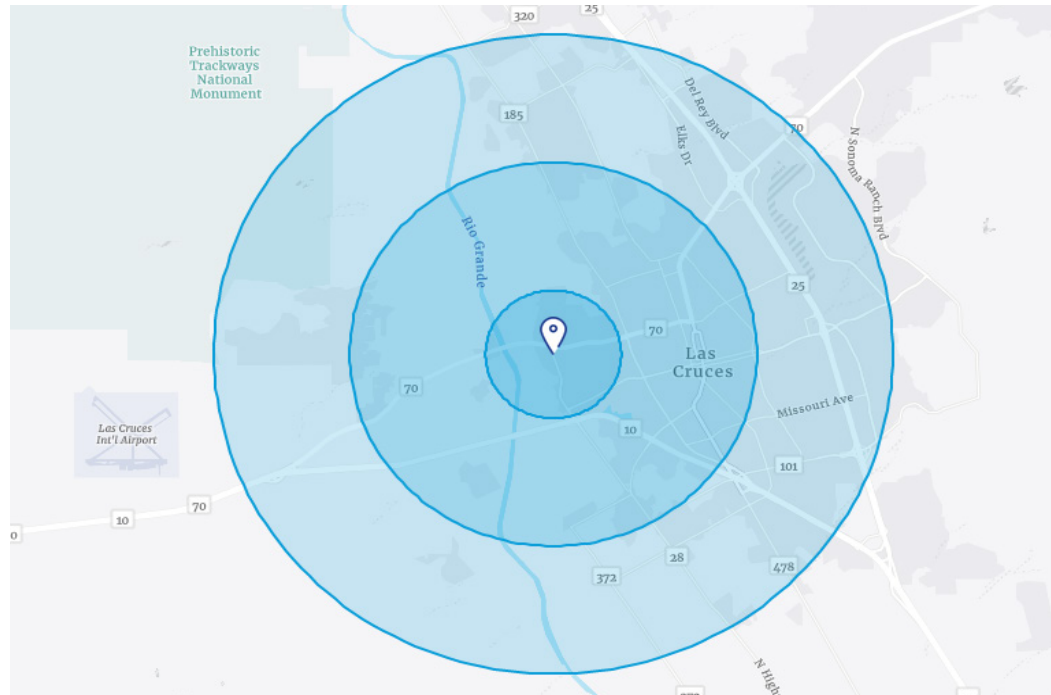 320
25
Prehistoric
Trackways
National
Monument
185
Del Rey Blvd
70
Elks Dr
N Sonoma Ranch Blvd
Rio Grande
25
70
Las
Cruces
70
Missouri Ave
Las Cruces
Int'l Airport
10
101
70
10
28
478
372
N High